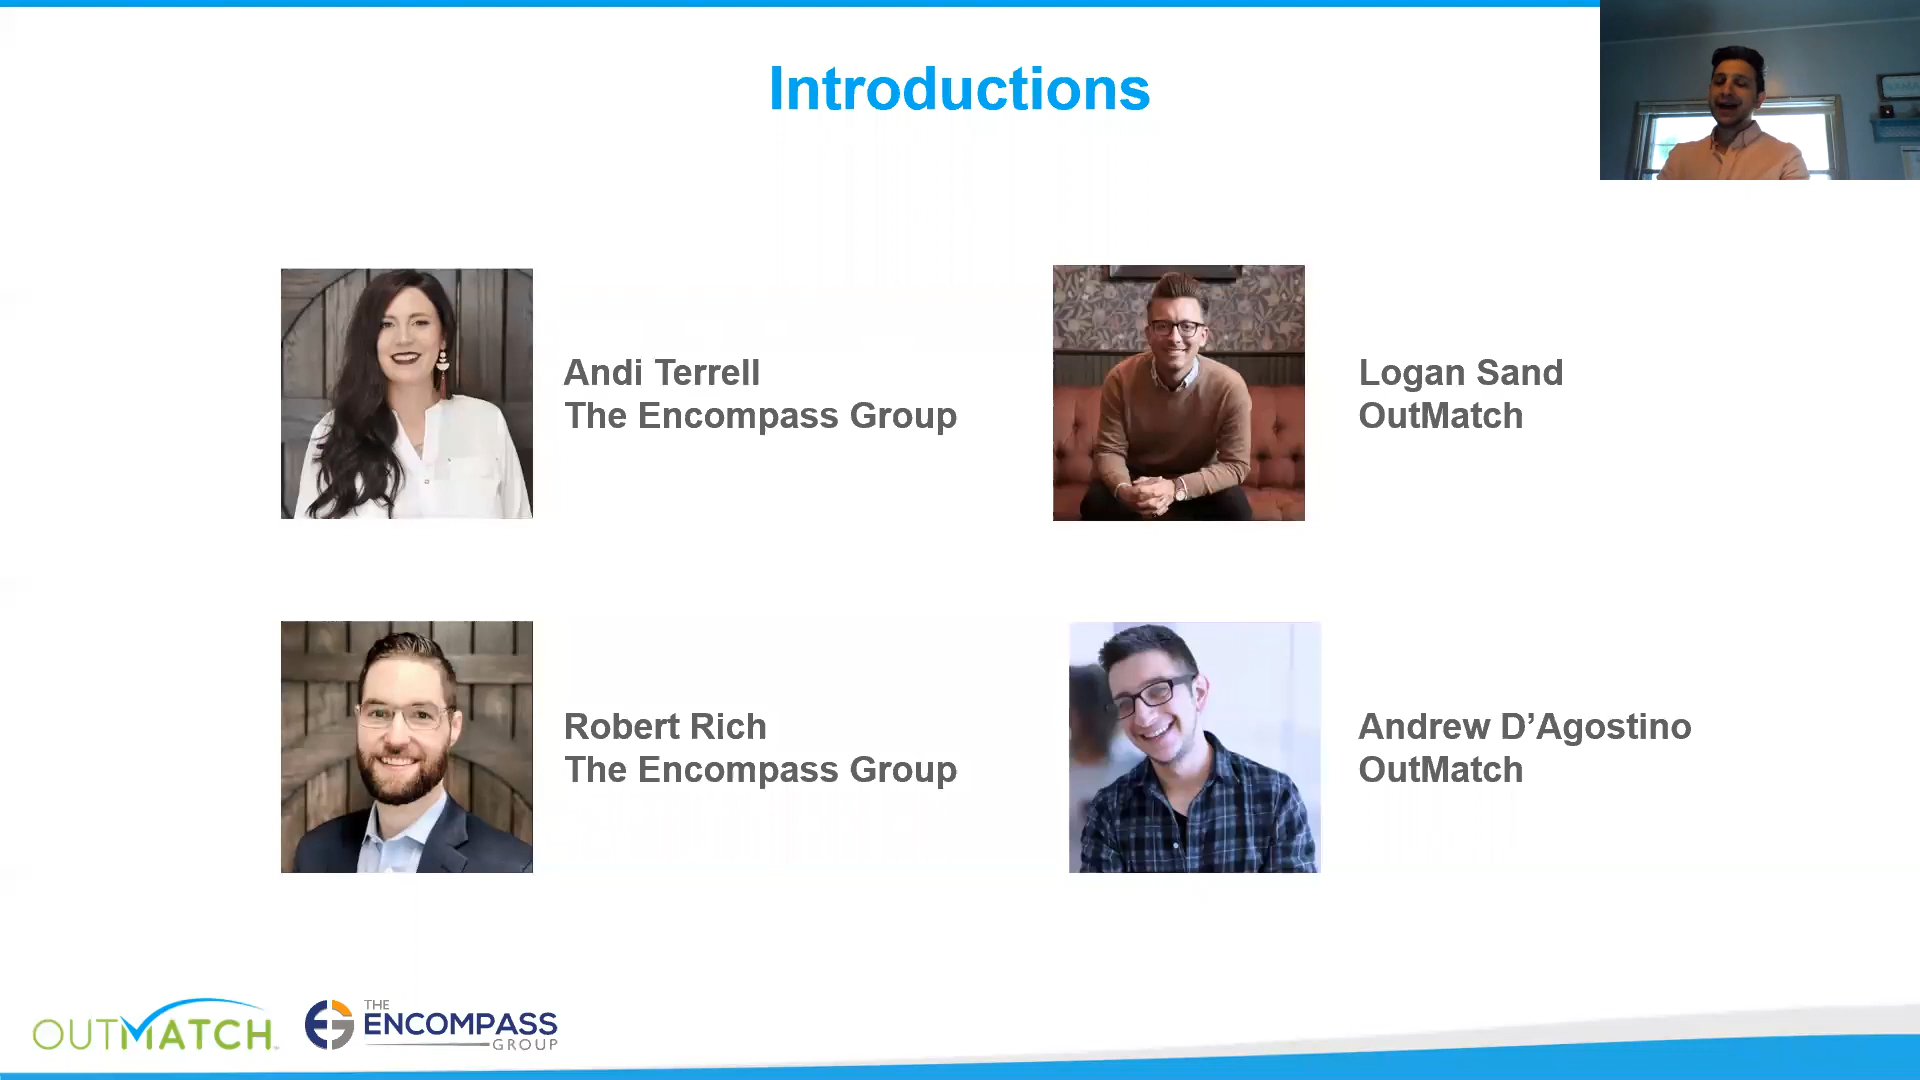 Introductions
Andi Terrell
The Encompass Group
Logan Sand
OutMatch
Robert Rich
The Encompass Group
Andrew D’Agostino
OutMatch
OUTMATCH
THE
ENCOMPASS
GROUP